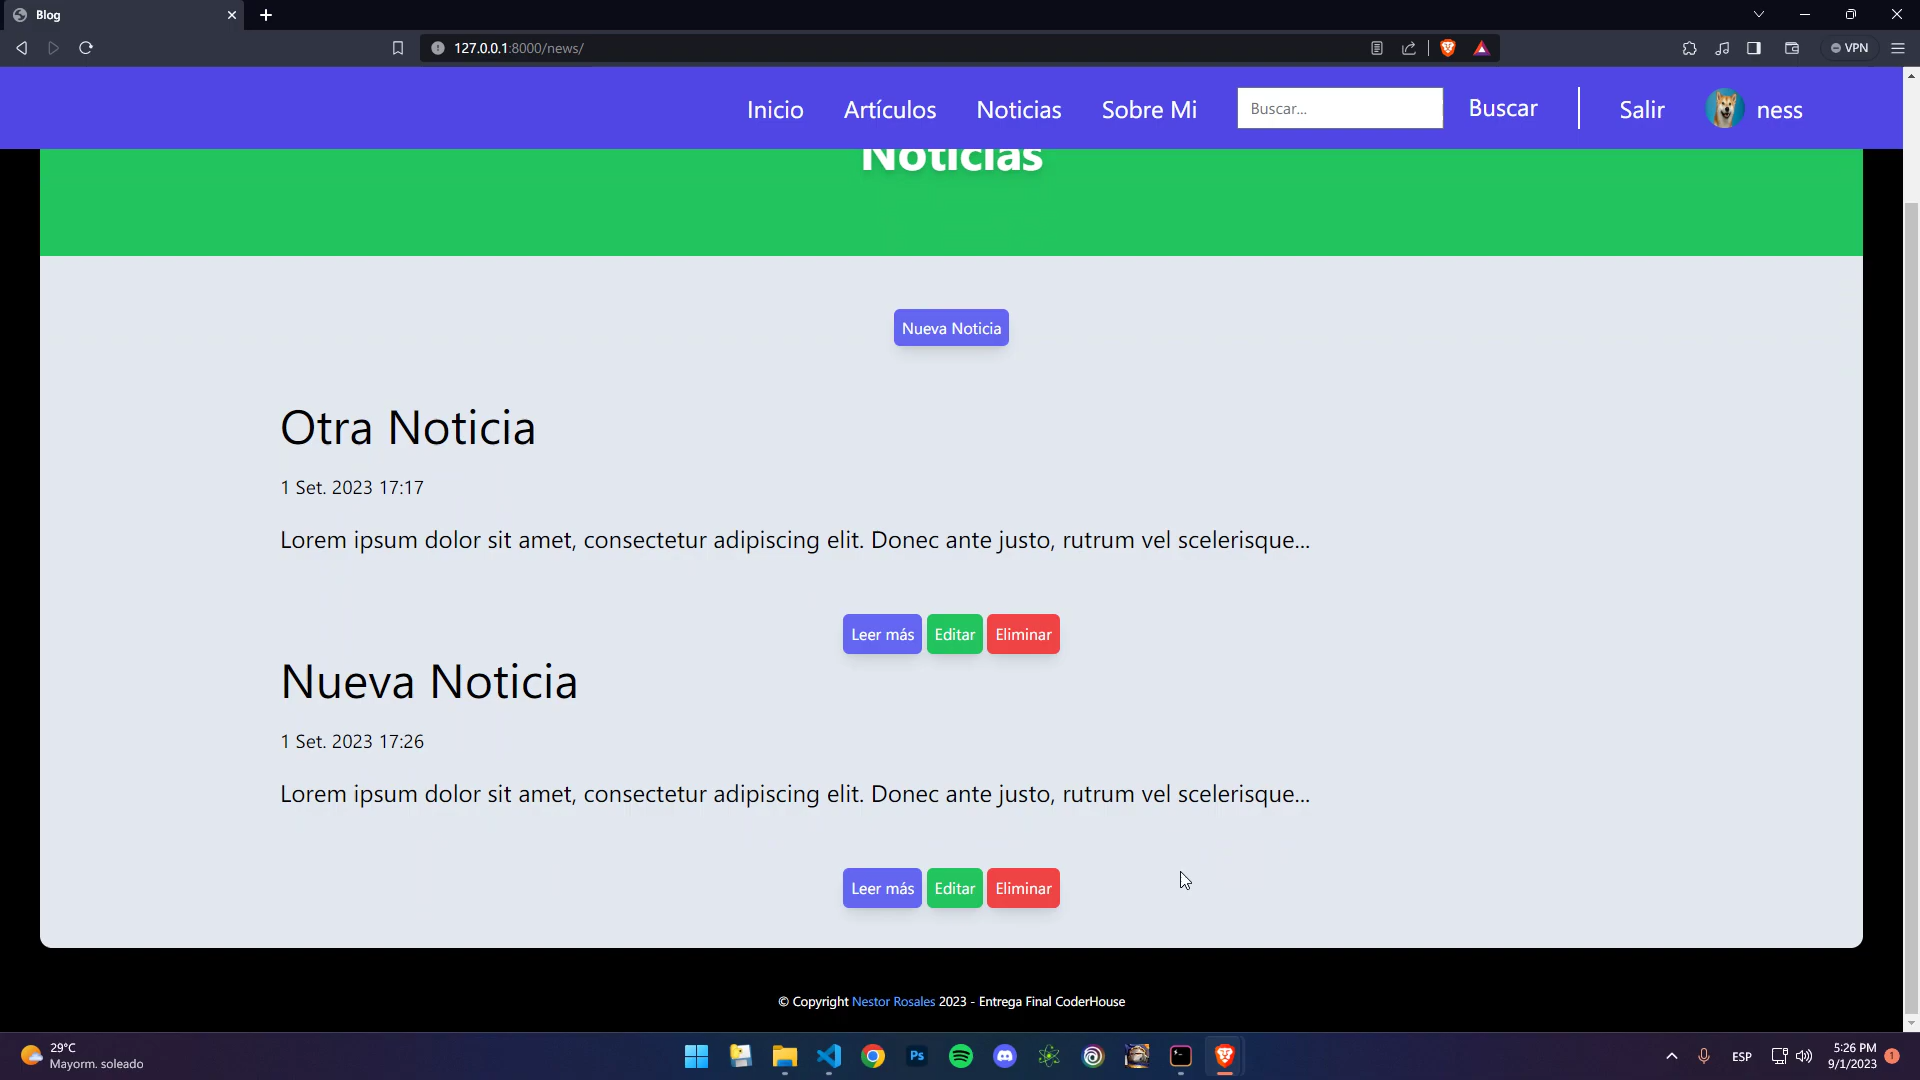 Blog
127.0.0.1:8000/news/
VPN
Inicio Artículos Noticias Sobre Mi Buscar... Buscar Salir ness
Noticias
Nueva Noticia
Otra Noticia
1 Set. 2023 17:17
Lorem ipsum dolor sit amet, consectetur adipiscing elit. Donec ante justo, rutrum vel scelerisque...
Leer más Editar Eliminar
Nueva Noticia
1 Set. 2023 17:26
Lorem ipsum dolor sit amet, consectetur adipiscing elit. Donec ante justo, rutrum vel scelerisque...
Leer más Editar Eliminar
© Copyright Nestor Rosales 2023 - Entrega Final CoderHouse
29°C
Mayorm. soleado
Ps
ESP
5:26 PM
9/1/2023
1